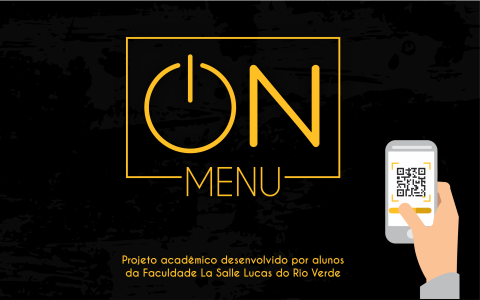 ON
MENU
Projeto acadêmico desenvolvido por alunos
da Faculdade La Salle Lucas do Rio Verde